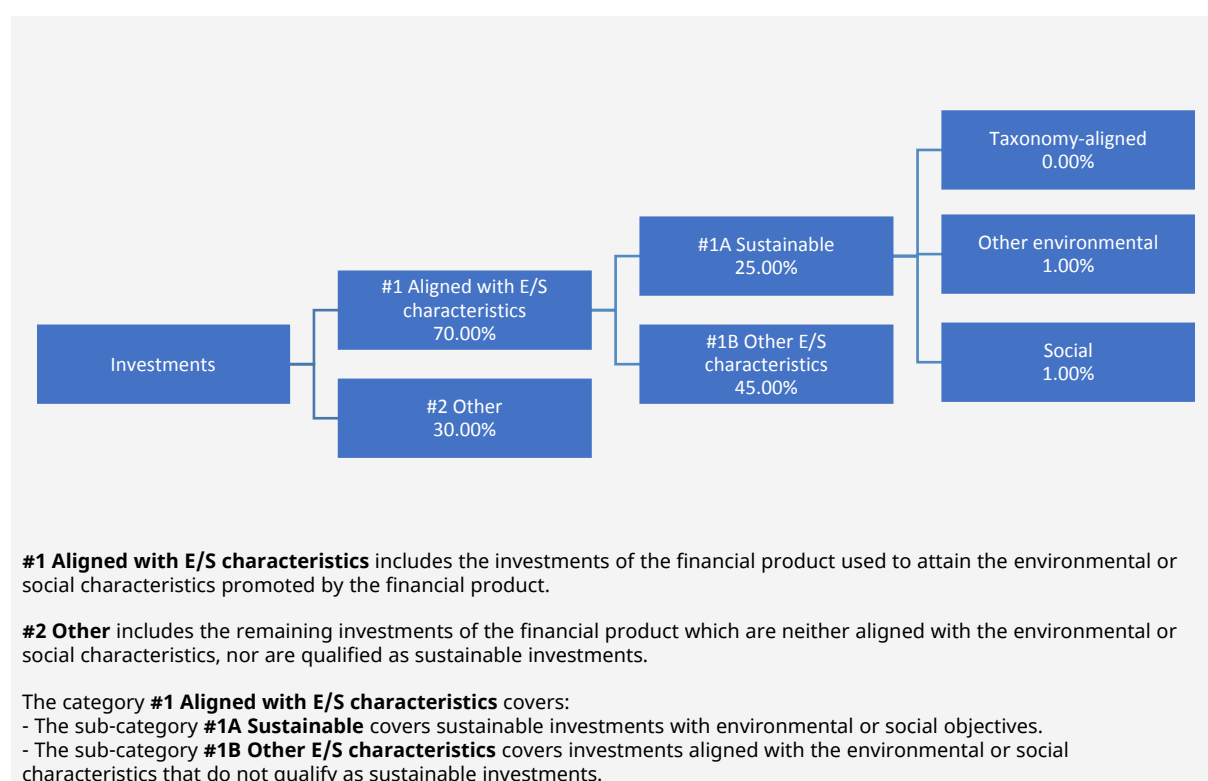 Taxonomy-aligned
0.00%
#1A Sustainable
25.00%
Other environmental
1.00%
#1 Aligned with E/S
characteristics
70.00%
Investments
#1B Other E/S
characteristics
45.00%
Social
1.00%
#2 Other
30.00%
#1 Aligned with E/S characteristics includes the investments of the financial product used to attain the environmental or
social characteristics promoted by the financial product.
#2 Other includes the remaining investments of the financial product which are neither aligned with the environmental or
social characteristics, nor are qualified as sustainable investments.
The category #1 Aligned with E/S characteristics covers:
- The sub-category #1A Sustainable covers sustainable investments with environmental or social objectives.
- The sub-category #1B Other E/S characteristics covers investments aligned with the environmental or social
characteristics that do not qualify as sustainable investments.